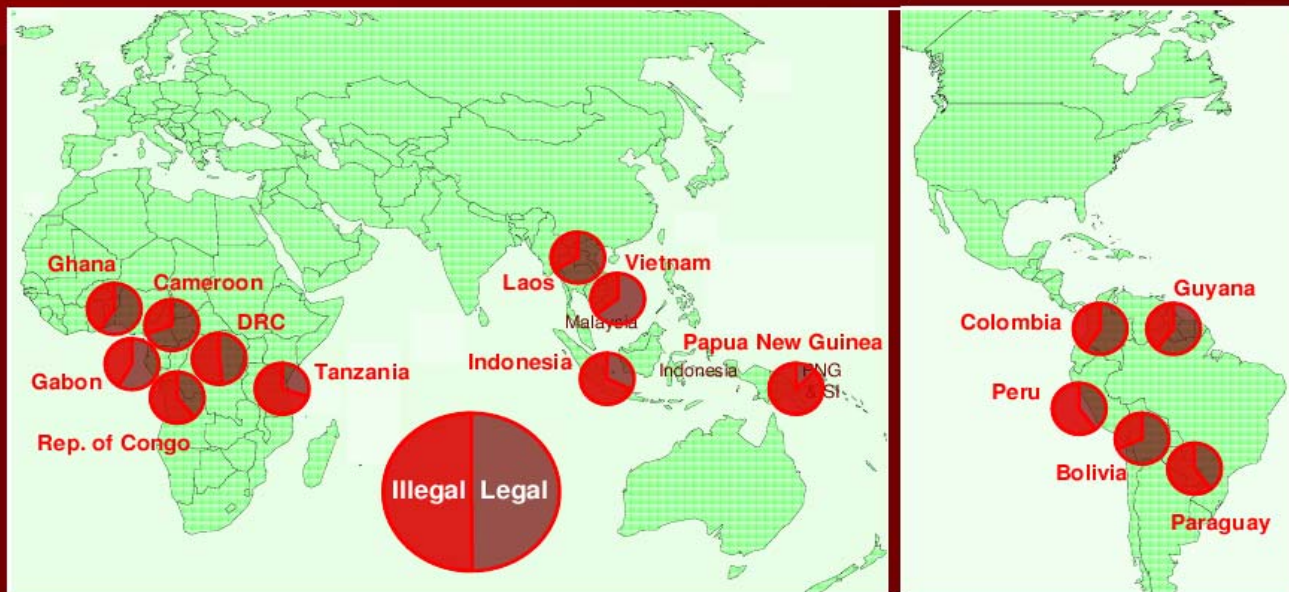 Ghana
Cameroon
DRC
Gabon
Tanzania
Rep. of Congo
Laos
Vietnam
Malaysia
Indonesia
Indonesia
Papua New Guinea
PNG
& SI
Illegal
Legal
Colombia
Guyana
Peru
Bolivia
Paraguay